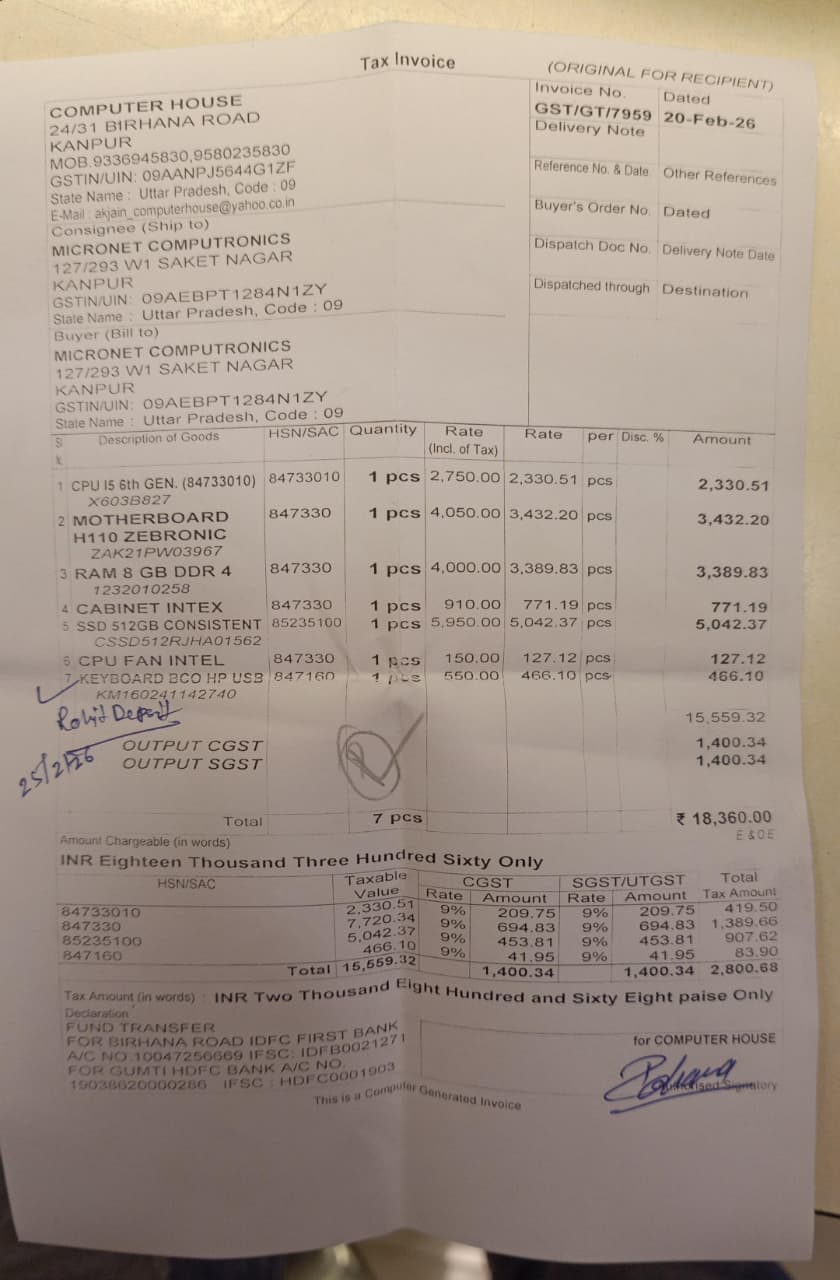 Tax Invoice
(ORIGINAL FOR RECIPIENT)
COMPUTER HOUSE
24/31 BIRHANA ROAD
KANPUR
MOB.9336945830,9580235830
GSTIN/UIN: 09AANPJ5644G1ZF
State Name : Uttar Pradesh, Code : 09
E-Mail : akjain_computerhouse@yahoo.co.in
Invoice No. Dated
GST/GT/7959 20-Feb-26
Delivery Note
Reference No. & Date. Other References
Buyer's Order No. Dated
Dispatch Doc No. Delivery Note Date
Dispatched through Destination
Consignee (Ship to)
MICRONET COMPUTRONICS
127/293 W1 SAKET NAGAR
KANPUR
GSTIN/UIN: 09AEBPT1284N1ZY
State Name : Uttar Pradesh, Code : 09
Buyer (Bill to)
MICRONET COMPUTRONICS
127/293 W1 SAKET NAGAR
KANPUR
GSTIN/UIN: 09AEBPT1284N1ZY
State Name : Uttar Pradesh, Code : 09
Description of Goods HSN/SAC Quantity Rate Rate per Disc. % Amount
(Incl. of Tax)
1 CPU I5 6th GEN. (84733010) 84733010 1 pcs 2,750.00 2,330.51 pcs 2,330.51
X603B827
2 MOTHERBOARD 847330 1 pcs 4,050.00 3,432.20 pcs 3,432.20
H110 ZEBRONIC
ZAK21PW03967
3 RAM 8 GB DDR 4 847330 1 pcs 4,000.00 3,389.83 pcs 3,389.83
1232010258
4 CABINET INTEX 847330 1 pcs 910.00 771.19 pcs 771.19
5 SSD 512GB CONSISTENT 85235100 1 pcs 5,950.00 5,042.37 pcs 5,042.37
CSSD512RJHA01562
6 CPU FAN INTEL 847330 1 pcs 150.00 127.12 pcs 127.12
7 KEYBOARD BCO HP USB 847160 1 pcs 550.00 466.10 pcs 466.10
KM160241142740
15,559.32
Rohit
25/2/26
OUTPUT CGST 1,400.34
OUTPUT SGST 1,400.34
Total 7 pcs ₹ 18,360.00
E & O E
Amount Chargeable (in words)
INR Eighteen Thousand Three Hundred Sixty Only
HSN/SAC Taxable Value CGST SGST/UTGST Total Tax Amount
Rate Amount Rate Amount
84733010 2,330.51 9% 209.75 9% 209.75 419.50
847330 7,720.34 9% 694.83 9% 694.83 1,389.66
85235100 5,042.37 9% 453.81 9% 453.81 907.62
847160 466.10 9% 41.95 9% 41.95 83.90
Total 15,559.32 1,400.34 1,400.34 2,800.68
Tax Amount (in words) : INR Two Thousand Eight Hundred and Sixty Eight paise Only
Declaration
FUND TRANSFER
FOR BIRHANA ROAD IDFC FIRST BANK
A/C NO 10047256669 IFSC: IDFB0021271
FOR GUMTI HDFC BANK A/C NO.
19038620000286 IFSC : HDFC0001903
for COMPUTER HOUSE
Authorised Signatory
This is a Computer Generated Invoice